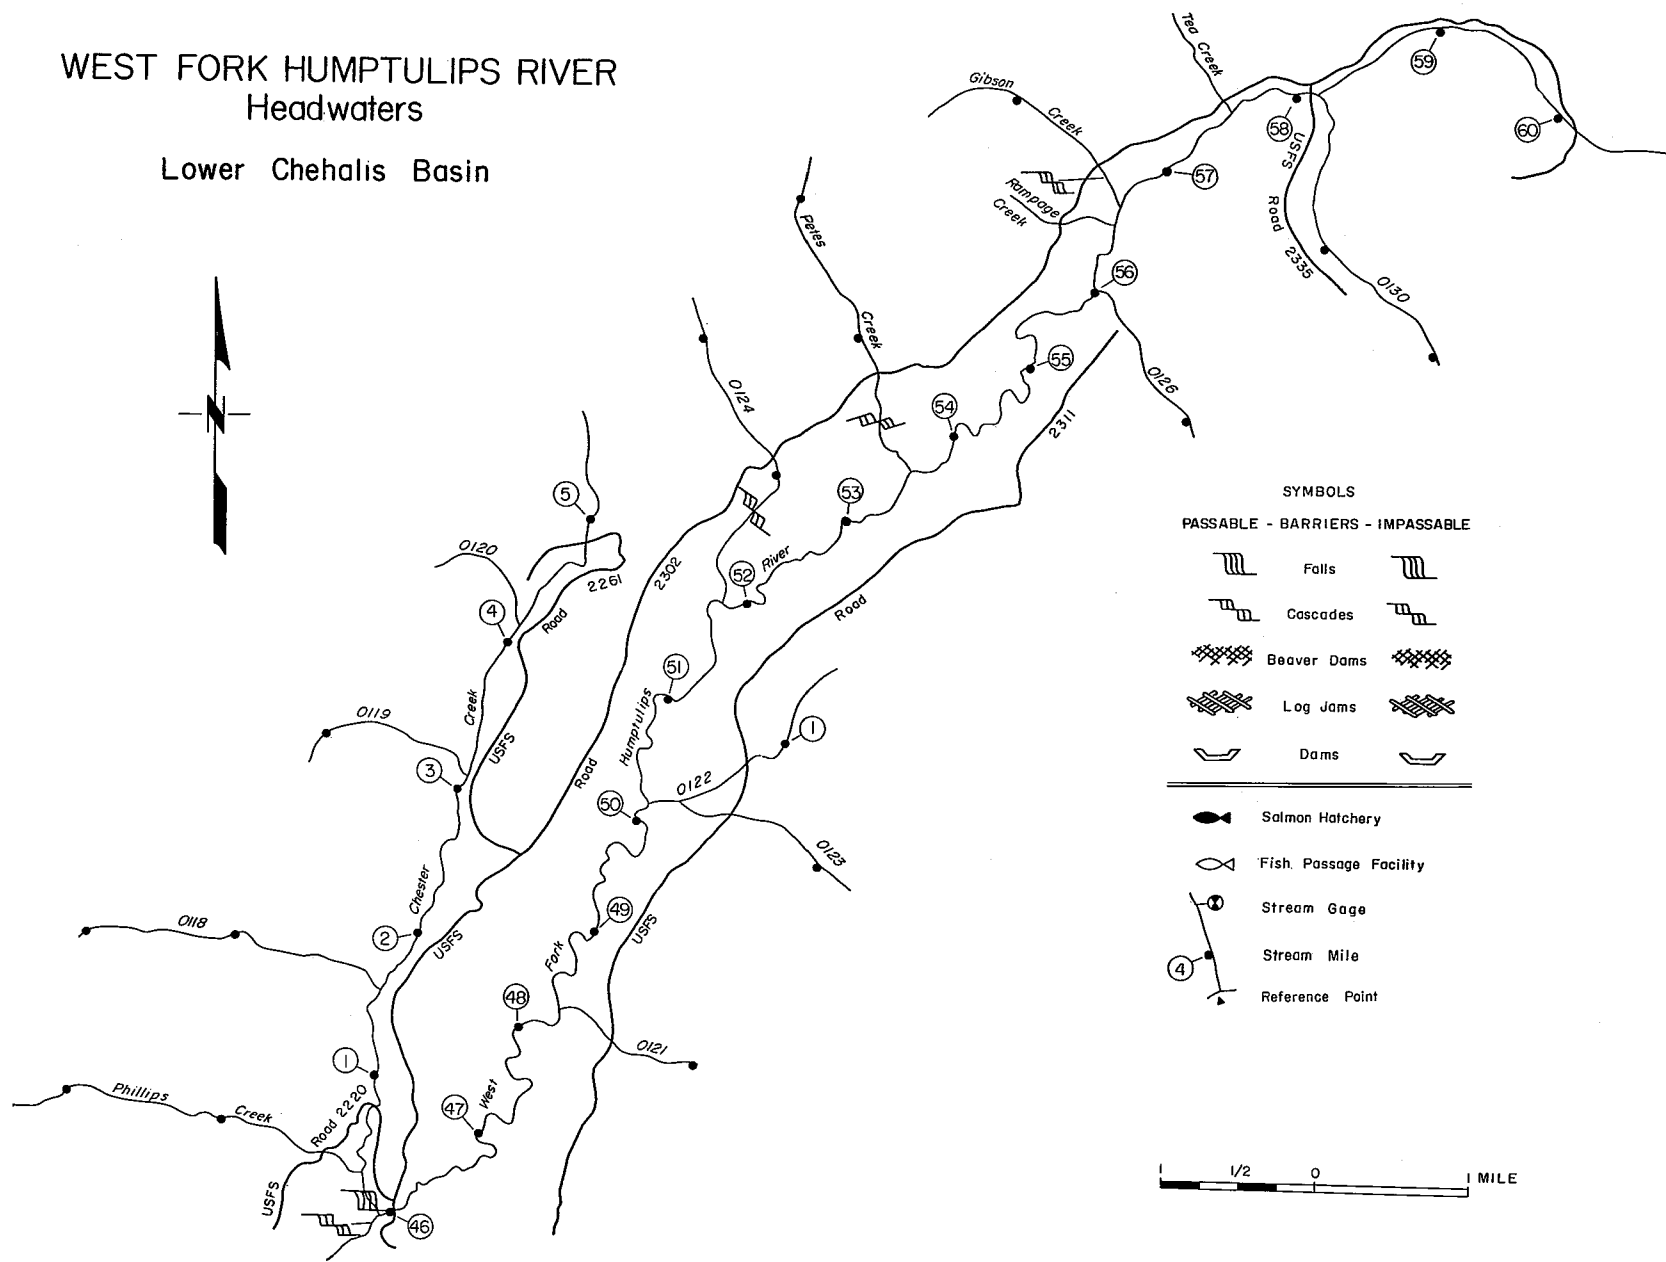 WEST FORK HUMPTULIPS RIVER
Headwaters
Lower Chehalis Basin
Tea Creek
59
Gibson
Creek
58
60
USFS
57
Rampage
Creek
Road
2335
Petes
56
0130
Creek
55
0126
0124
54
2311
N
5
53
SYMBOLS
PASSABLE - BARRIERS - IMPASSABLE
0120
River
2302
Falls
2261
52
4
Road
Road
Cascades
Beaver Dams
51
Creek
Humptulips
Log Jams
0119
USFS
1
Dams
3
Road
0122
50
Salmon Hatchery
0123
Fish Passage Facility
Chester
49
Stream Gage
0118
2
USFS
USFS
Fork
Stream Mile
4
48
Reference Point
0121
1
Phillips
Creek
Road 2220
West
47
USFS
46
1 1/2 0 1 MILE